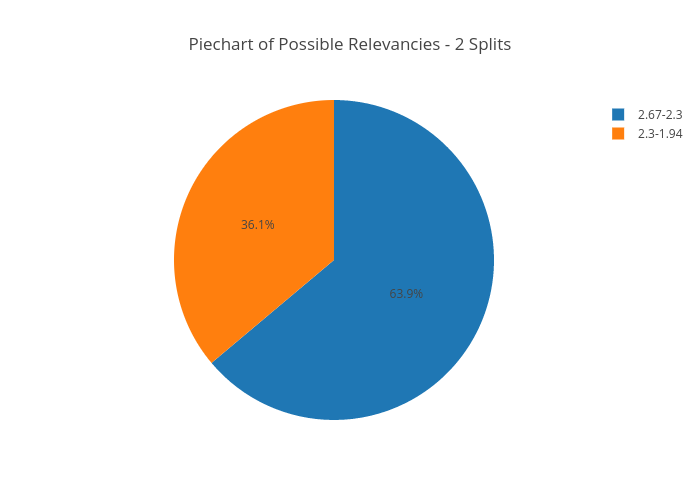 Piechart of Possible Relevancies - 2 Splits
2.67-2.3
2.3-1.94
36.1%
63.9%